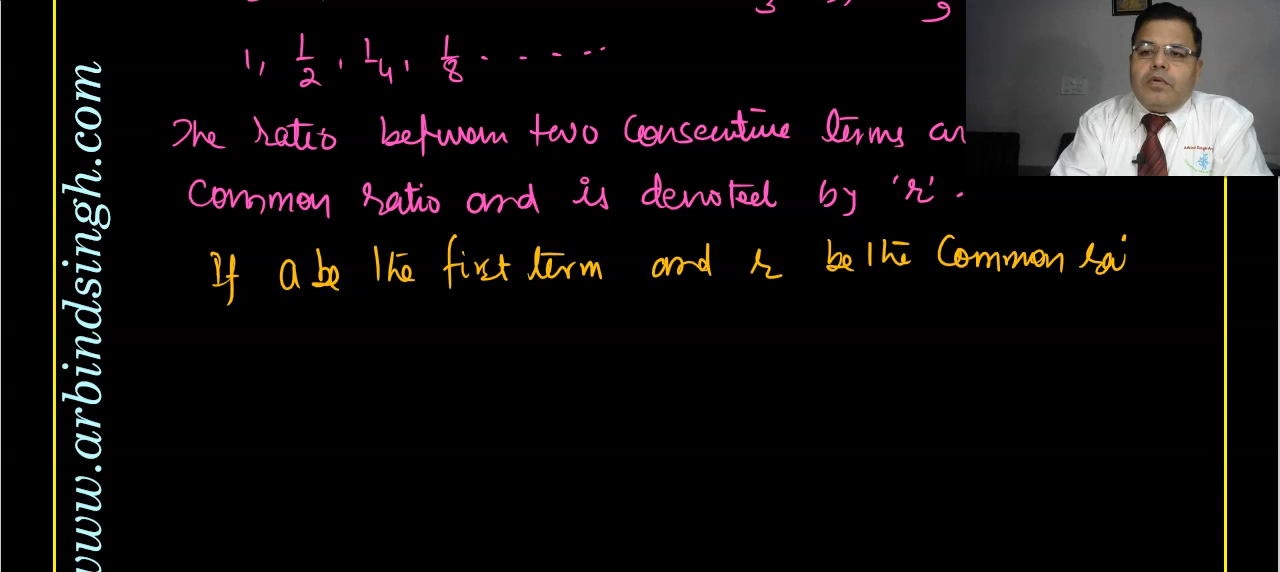 1, 1/2, 1/4, 1/8 - - - - -
The ratio between two Consecutive terms are
Common ratio and is denoted by 'r'.
If a be the first term and r be the Common ra
www.arbindsingh.com